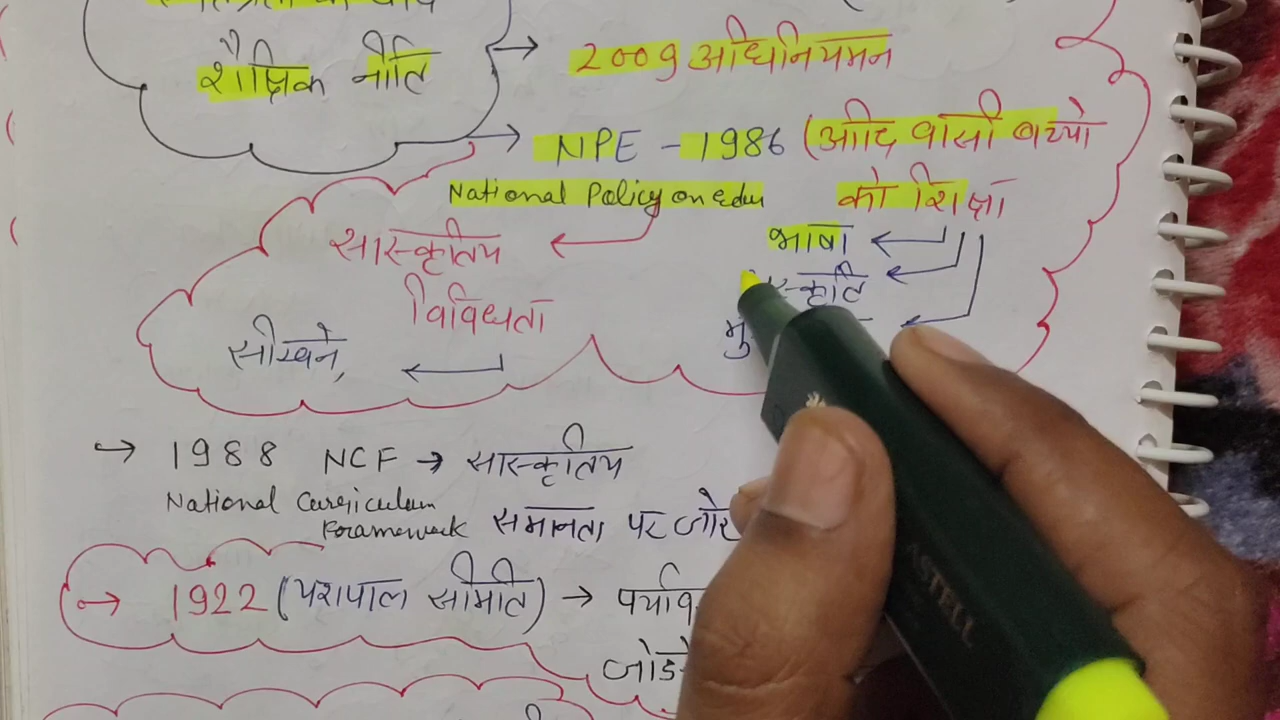 शैक्षिक नीति
→ 2009 अधिनियमन
→ NPE - 1986 (आदिवासी बच्चो
National Policy on edu को शिक्षा
सास्कृतिय ← भाषा ←
विविधता
सीखने, ←
→ 1988 NCF → सास्कृतिय
National Curriculum
Framework समानता पर जोर
→ 1922 (यशपाल समिति) →